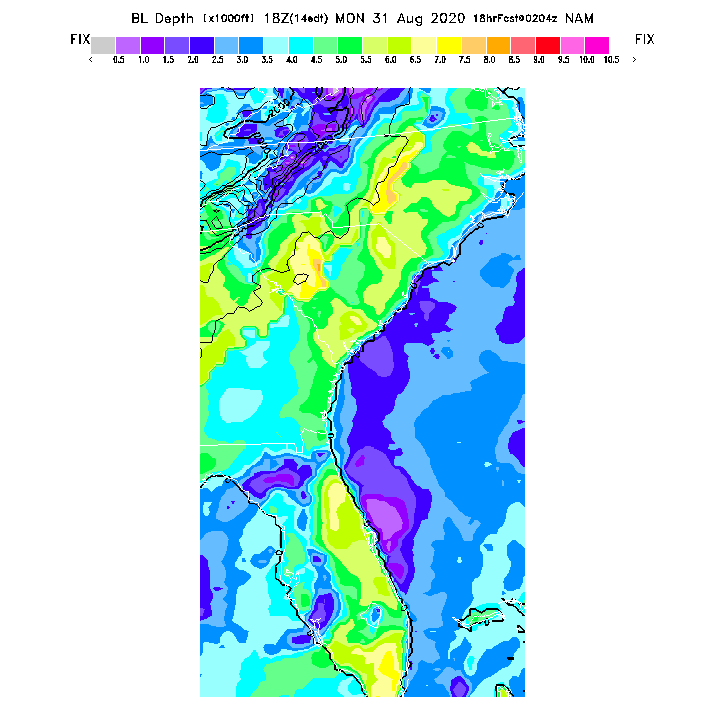 BL Depth [x1000ft] 18Z(14edt) MON 31 Aug 2020 18hrFcst@0204z NAM
FIX FIX
< 0.5 1.0 1.5 2.0 2.5 3.0 3.5 4.0 4.5 5.0 5.5 6.0 6.5 7.0 7.5 8.0 8.5 9.0 9.5 10.0 10.5 >